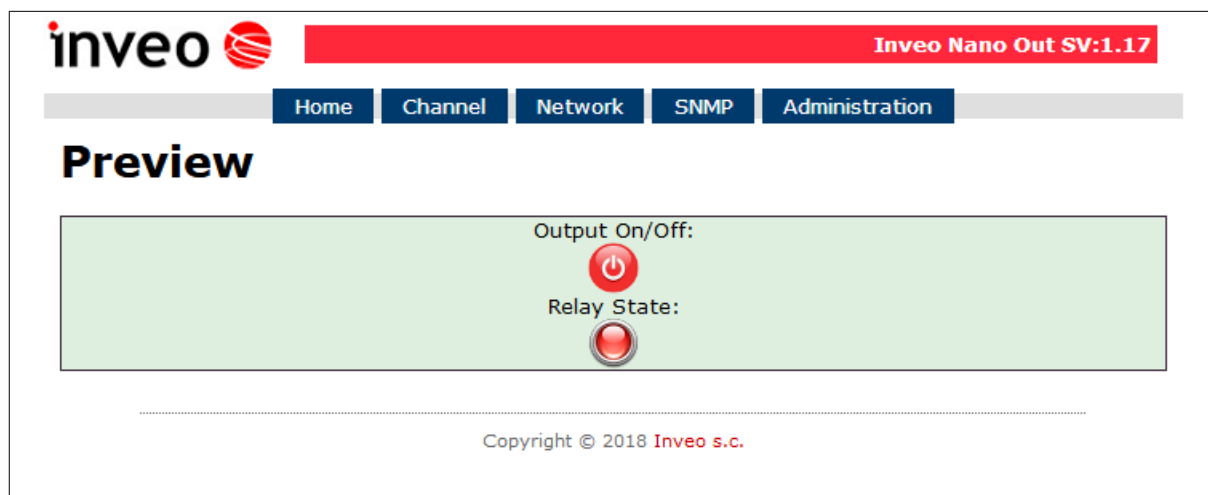 inveo
Inveo Nano Out SV:1.17
Home Channel Network SNMP Administration
Preview
Output On/Off:
Relay State:
Copyright © 2018 Inveo s.c.